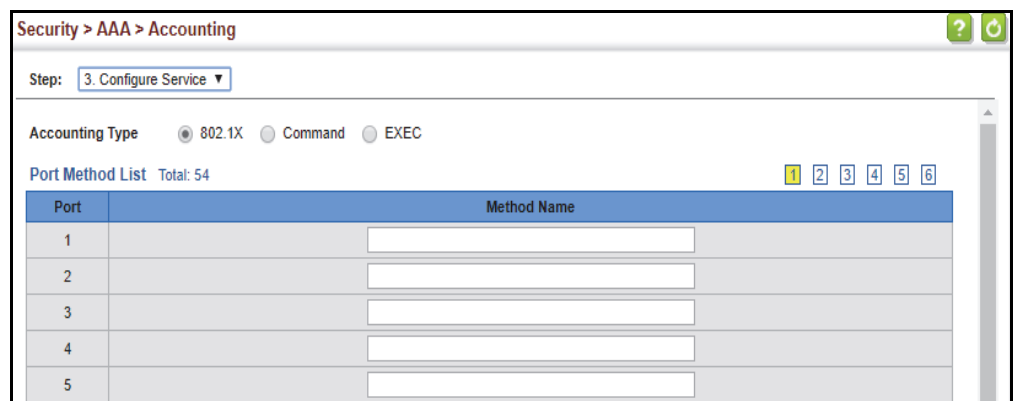 Security > AAA > Accounting
?
Step: 3. Configure Service ▼
Accounting Type 802.1X Command EXEC
Port Method List Total: 54 1 2 3 4 5 6
Port Method Name
1
2
3
4
5